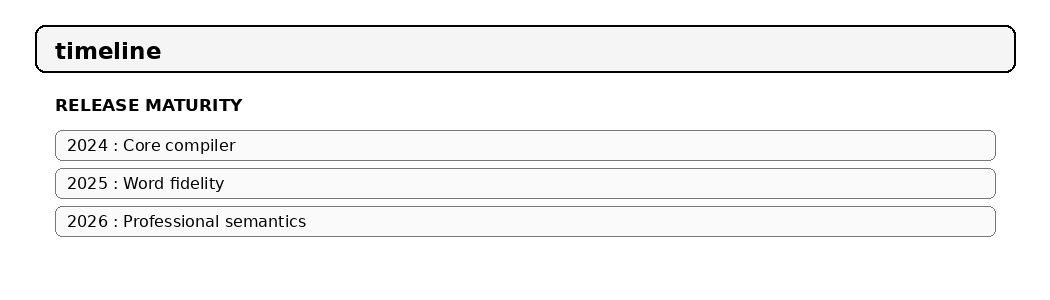 timeline
RELEASE MATURITY
2024 : Core compiler
2025 : Word fidelity
2026 : Professional semantics